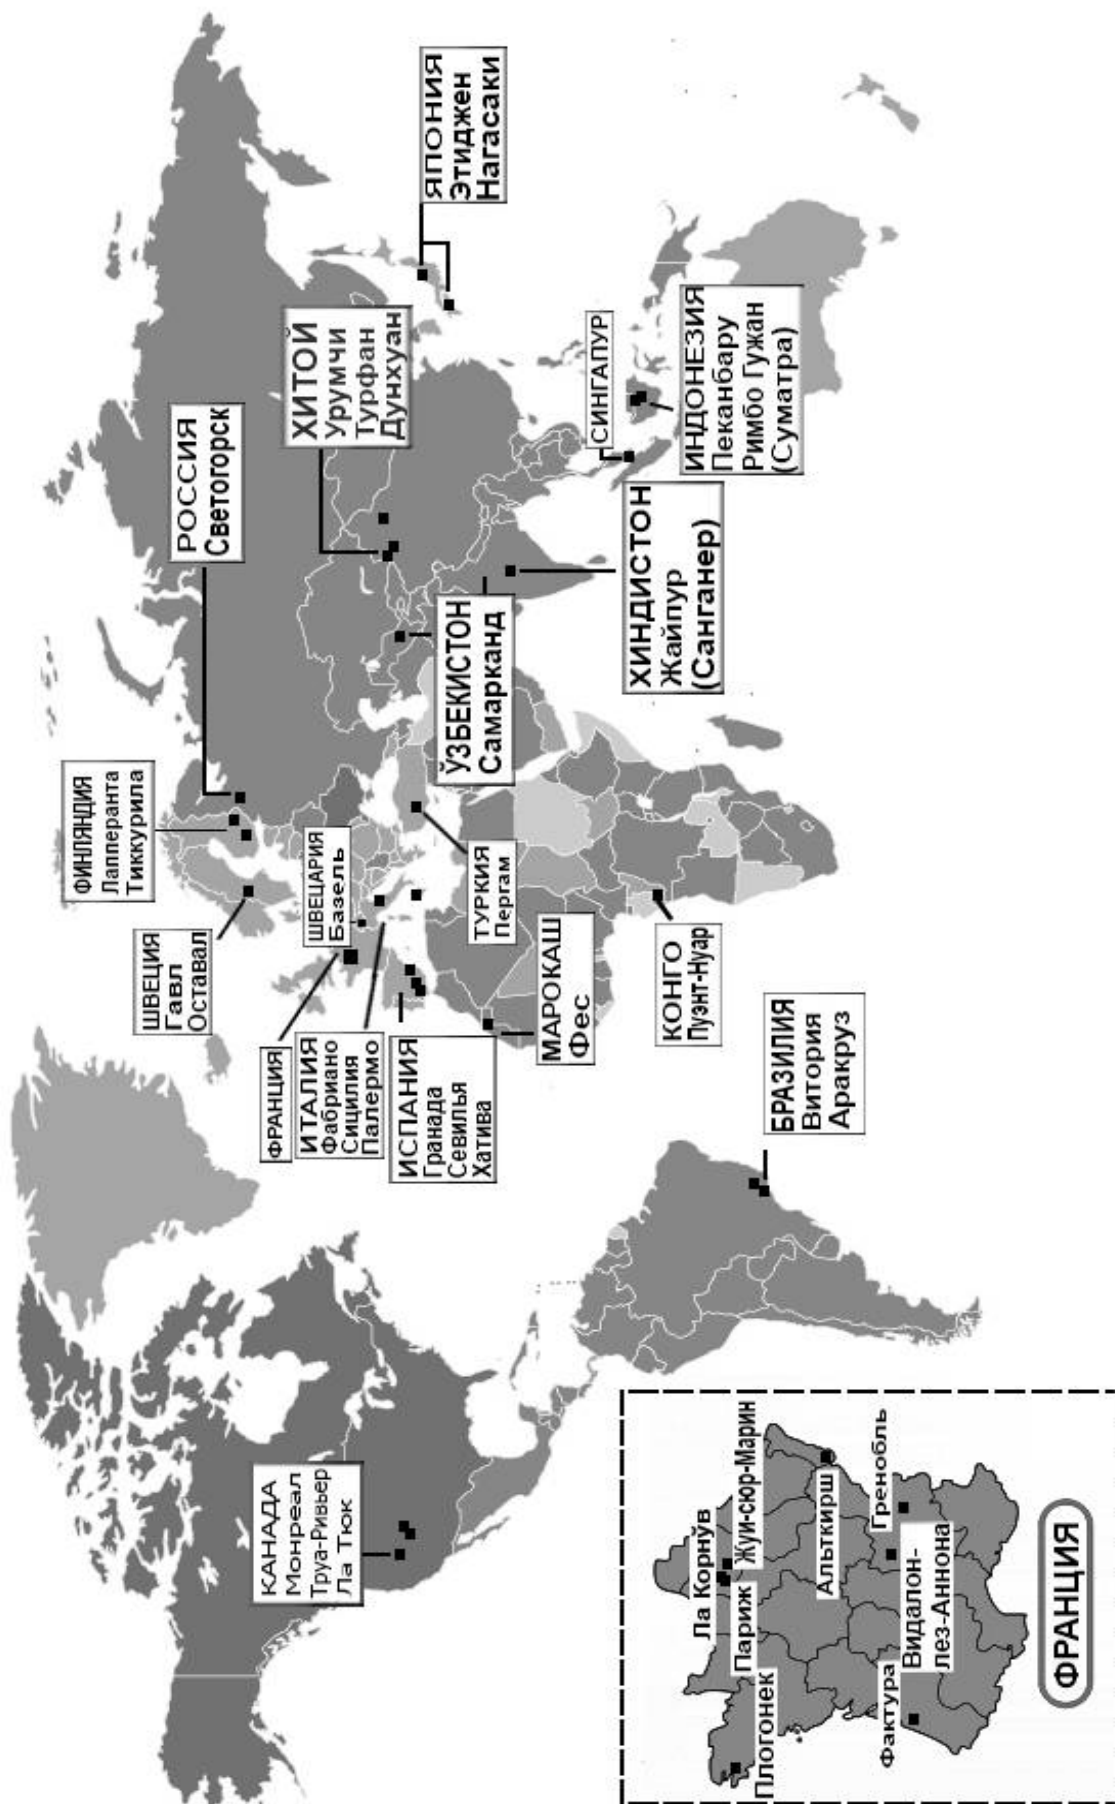 ЯПОНИЯ
Этиджен
Нагасаки
ХИТОЙ
Урумчи
Турфан
Дунхуан
РОССИЯ
Светогорск
ФИНЛЯНДИЯ
Лапперанта
Тиккурила
ШВЕЦИЯ
Гавл
Оставал
ШВЕЦАРИЯ
Базель
ФРАНЦИЯ
ИТАЛИЯ
Фабриано
Сицилия
Палермо
ИСПАНИЯ
Гранада
Севилья
Хатива
ТУРКИЯ
Пергам
ЎЗБЕКИСТОН
Самарканд
СИНГАПУР
ИНДОНЕЗИЯ
Пеканбару
Римбо Гужан
(Суматра)
ХИНДИСТОН
Жайпур
(Санганер)
МАРОКАШ
Фес
КОНГО
Пуэнт-Нуар
БРАЗИЛИЯ
Витория
Аракруз
КАНАДА
Монреал
Труа-Ривьер
Ла Тюк
Ла Корнўв
Париж
Жуи-сюр-Марин
Плогонек
Альткирш
Гренобль
Видалон-
лез-Аннона
Фактура
ФРАНЦИЯ